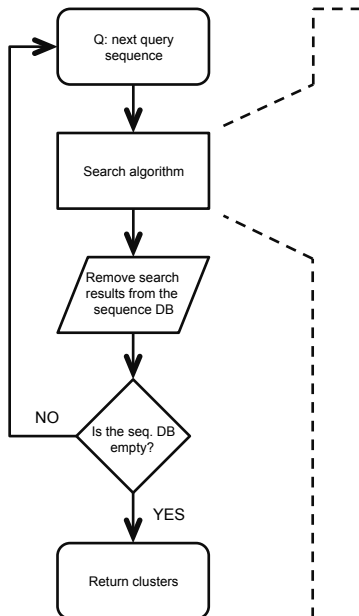 Q: next query
sequence
Search algorithm
Remove search
results from the
sequence DB
NO
Is the seq. DB
empty?
YES
Return clusters